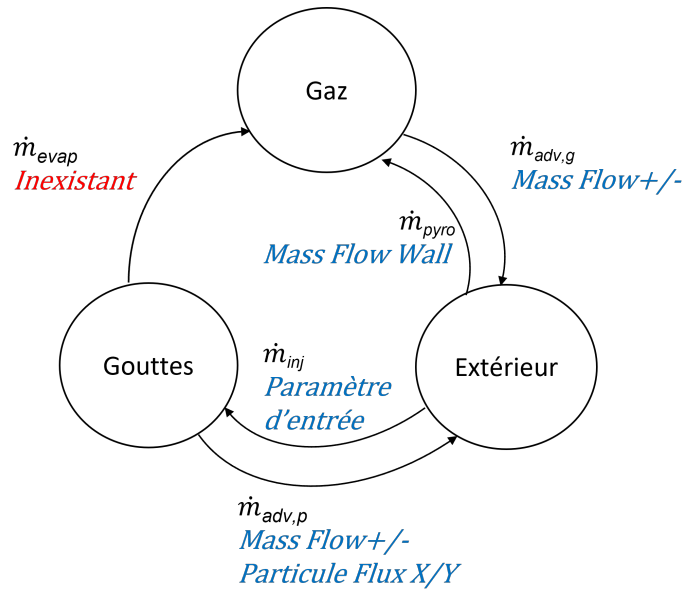 Gaz
ṁevap
Inexistant
ṁadv,g
Mass Flow+/-
ṁpyro
Mass Flow Wall
Gouttes
ṁinj
Paramètre
d'entrée
Extérieur
ṁadv,p
Mass Flow+/-
Particule Flux X/Y